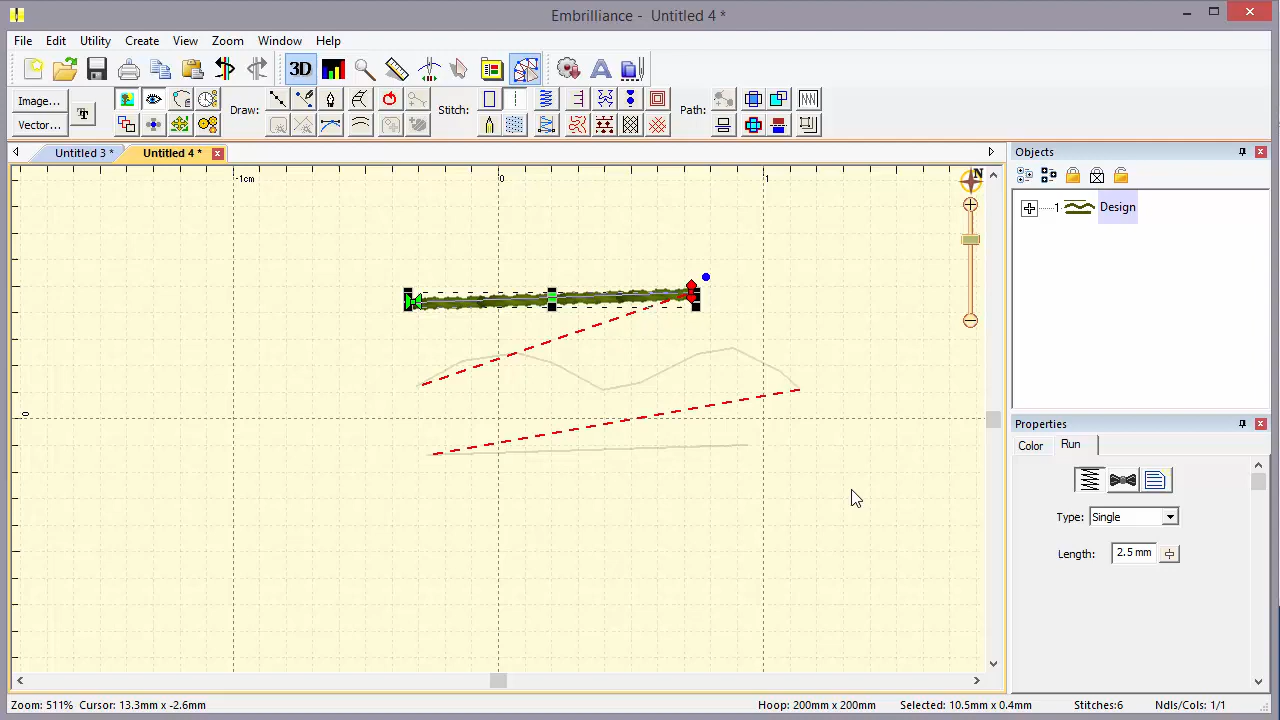 Embrilliance - Untitled 4 *
File Edit Utility Create View Zoom Window Help
3D
Image...
Vector...
T
Draw:
Stitch:
Path:
Untitled 3 *
Untitled 4 *
-1cm
0
1
N
0
Objects
1
Design
Properties
Color
Run
Type:
Single
Length:
2.5 mm
Zoom: 511% Cursor: 13.3mm x -2.6mm
Hoop: 200mm x 200mm
Selected: 10.5mm x 0.4mm
Stitches:6
Ndls/Cols: 1/1